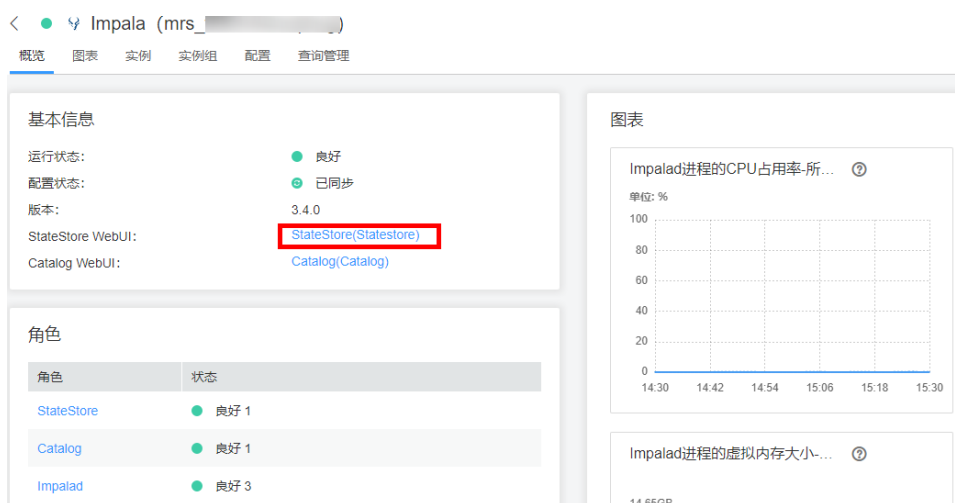 Impala (mrs_
概览 图表 实例 实例组 配置 查询管理
基本信息
运行状态: 良好
配置状态: 已同步
版本: 3.4.0
StateStore WebUI: StateStore(Statestore)
Catalog WebUI: Catalog(Catalog)
角色
角色 状态
StateStore 良好 1
Catalog 良好 1
Impalad 良好 3
图表
Impalad进程的CPU占用率-所...
单位: %
100
80
60
40
20
0
14:30 14:42 14:54 15:06 15:18 15:30
Impalad进程的虚拟内存大小-...
14.65GB